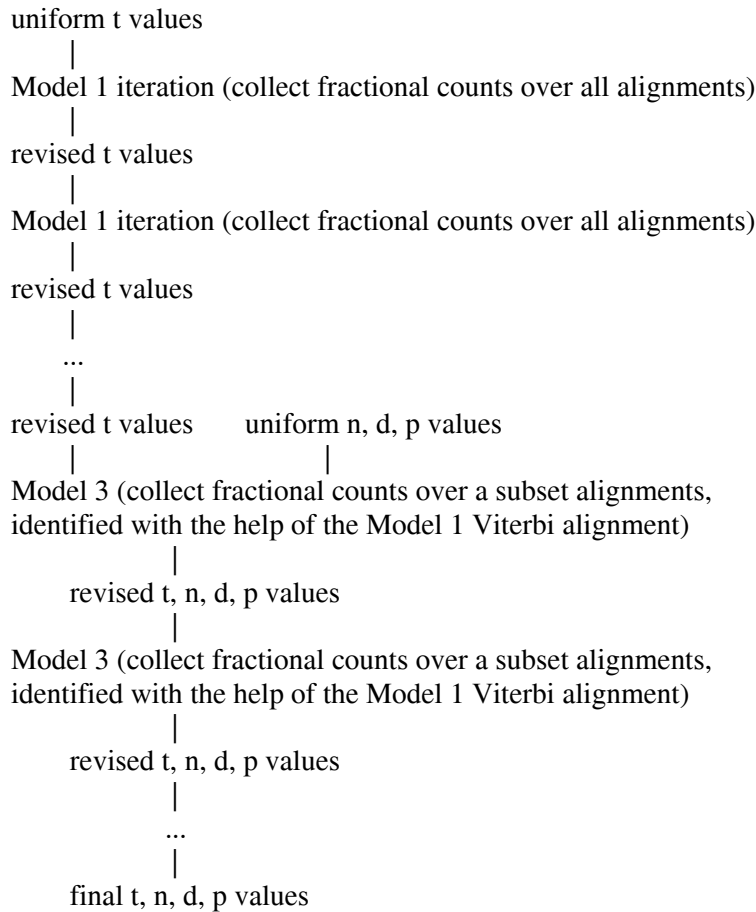 uniform t values
Model 1 iteration (collect fractional counts over all alignments)
revised t values
Model 1 iteration (collect fractional counts over all alignments)
revised t values
...
revised t values uniform n, d, p values
Model 3 (collect fractional counts over a subset alignments,
identified with the help of the Model 1 Viterbi alignment)
revised t, n, d, p values
Model 3 (collect fractional counts over a subset alignments,
identified with the help of the Model 1 Viterbi alignment)
revised t, n, d, p values
...
final t, n, d, p values